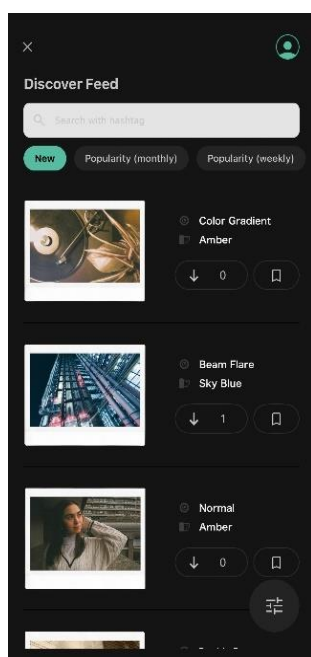 Discover Feed
Search with hashtag
New
Popularity (monthly)
Popularity (weekly)
Color Gradient
Amber
0
Beam Flare
Sky Blue
1
Normal
Amber
0